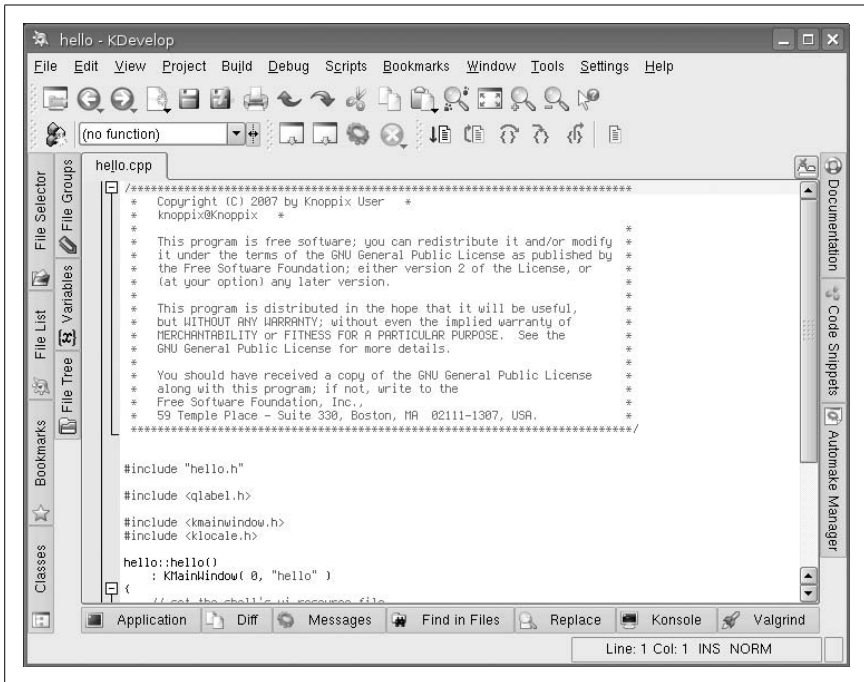 hello - KDevelop
File Edit View Project Build Debug Scripts Bookmarks Window Tools Settings Help
(no function)
hello.cpp
File Selector
File List
Bookmarks
Classes
File Groups
{x} Variables
File Tree
/***************************************************************************
 *   Copyright (C) 2007 by Knoppix User   *
 *   knoppix@Knoppix   *
 *                                                                         *
 *   This program is free software; you can redistribute it and/or modify  *
 *   it under the terms of the GNU General Public License as published by  *
 *   the Free Software Foundation; either version 2 of the License, or     *
 *   (at your option) any later version.                                   *
 *                                                                         *
 *   This program is distributed in the hope that it will be useful,       *
 *   but WITHOUT ANY WARRANTY; without even the implied warranty of        *
 *   MERCHANTABILITY or FITNESS FOR A PARTICULAR PURPOSE.  See the         *
 *   GNU General Public License for more details.                          *
 *                                                                         *
 *   You should have received a copy of the GNU General Public License     *
 *   along with this program; if not, write to the                         *
 *   Free Software Foundation, Inc.,                                       *
 *   59 Temple Place - Suite 330, Boston, MA  02111-1307, USA.             *
 ***************************************************************************/
#include "hello.h"
#include <qlabel.h>
#include <kmainwindow.h>
#include <klocale.h>
hello::hello()
    : KMainWindow( 0, "hello" )
{
    // set the shell's ui resource file
Documentation
Code Snippets
Automake Manager
Application Diff Messages Find in Files Replace Konsole Valgrind
Line: 1 Col: 1 INS NORM